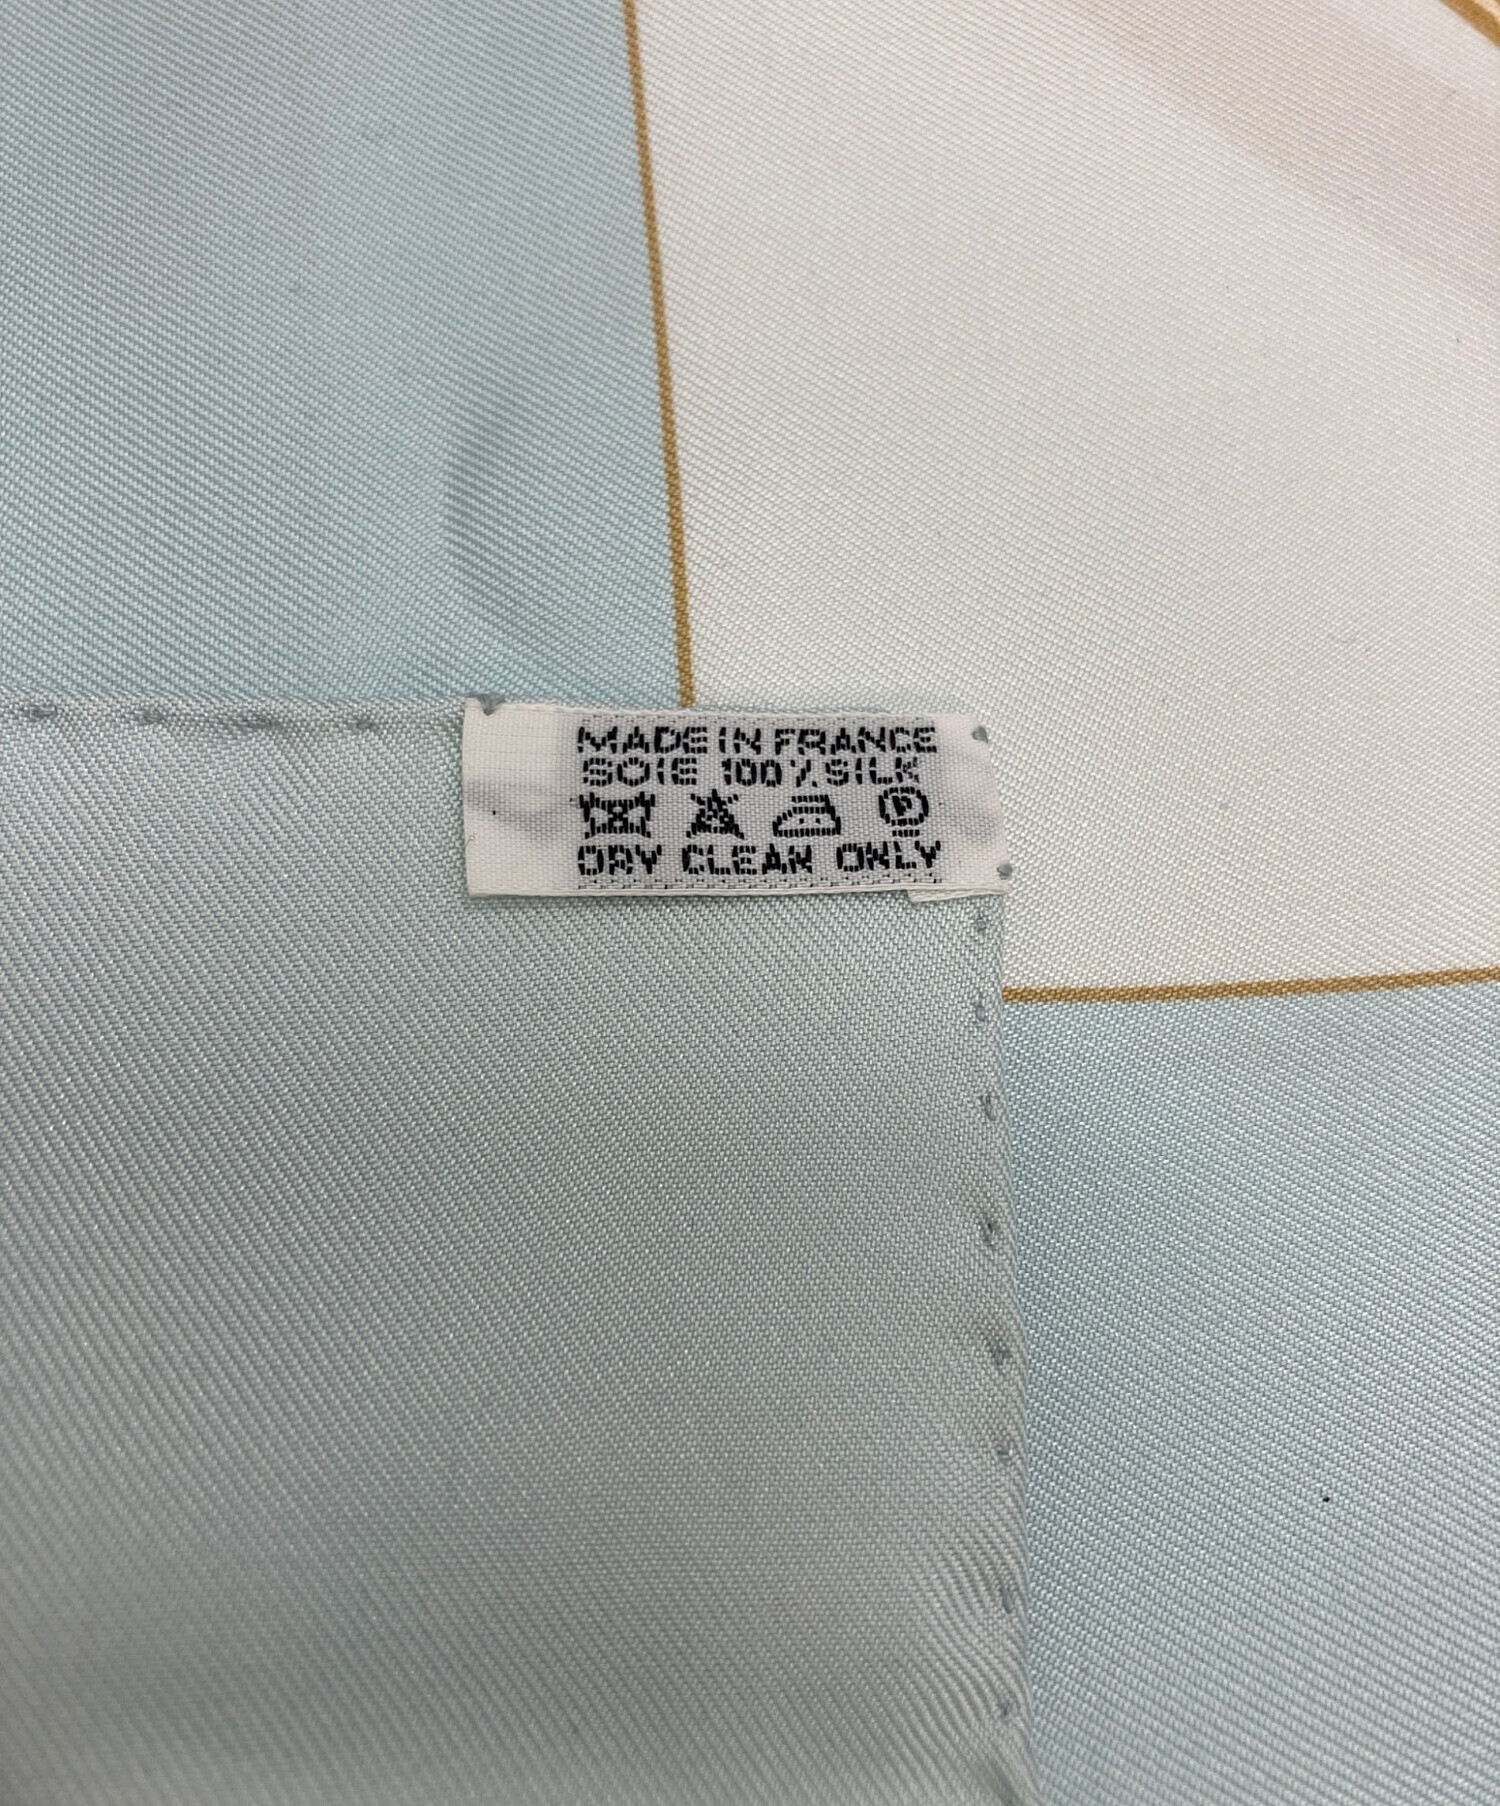 MADE IN FRANCE
SOIE 100% SILK
P
DRY CLEAN ONLY